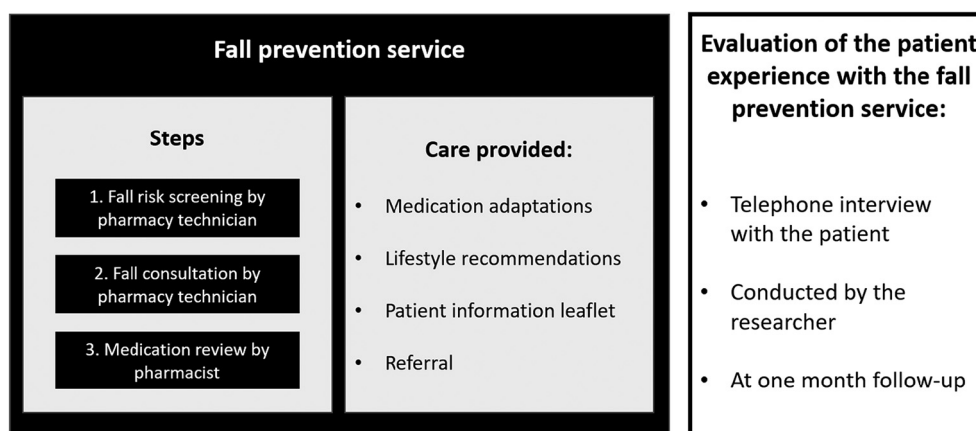 Fall prevention service
Steps
1. Fall risk screening by
pharmacy technician
2. Fall consultation by
pharmacy technician
3. Medication review by
pharmacist
Care provided:
• Medication adaptations
• Lifestyle recommendations
• Patient information leaflet
• Referral
Evaluation of the patient
experience with the fall
prevention service:
• Telephone interview
with the patient
• Conducted by the
researcher
• At one month follow-up